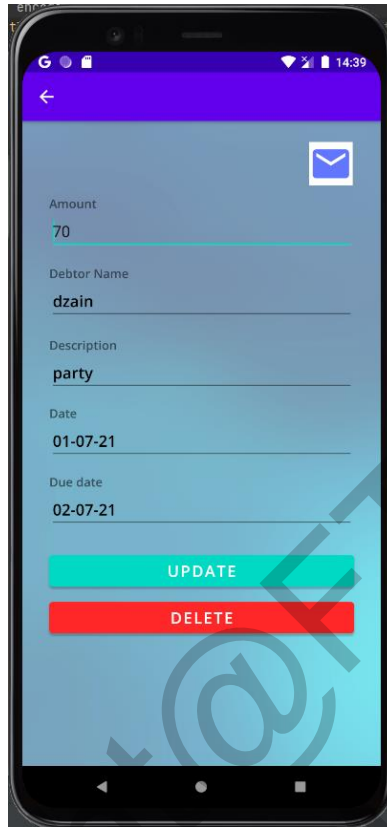 G 14:39
Amount
70
Debtor Name
dzain
Description
party
Date
01-07-21
Due date
02-07-21
UPDATE
DELETE